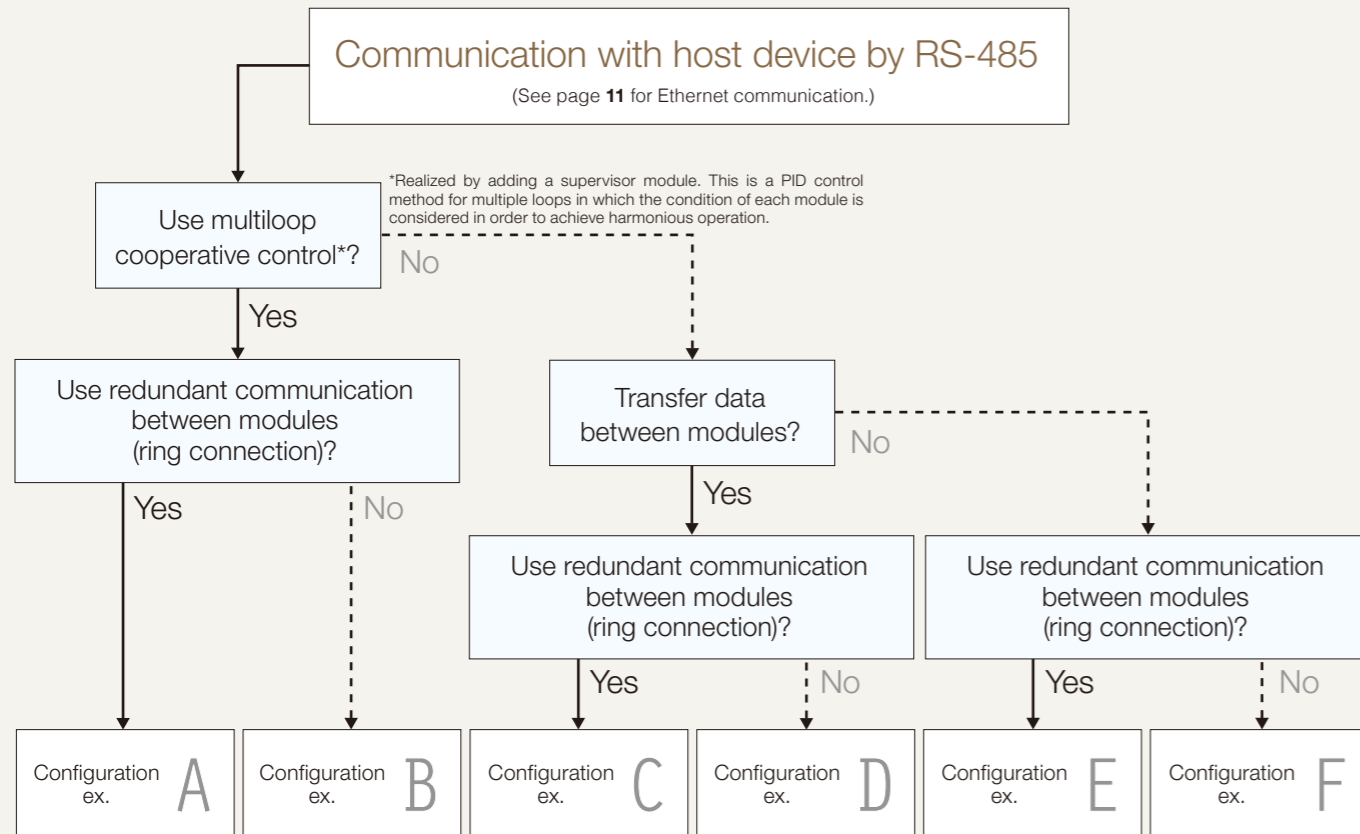 Communication with host device by RS-485
(See page 11 for Ethernet communication.)
*Realized by adding a supervisor module. This is a PID control
method for multiple loops in which the condition of each module is
considered in order to achieve harmonious operation.
Use multiloop
cooperative control*?
No
Yes
Use redundant communication
between modules
(ring connection)?
Transfer data
between modules?
No
Yes
No
Yes
Use redundant communication
between modules
(ring connection)?
Use redundant communication
between modules
(ring connection)?
Yes
No
Yes
No
Configuration
ex.
A
Configuration
ex.
B
Configuration
ex.
C
Configuration
ex.
D
Configuration
ex.
E
Configuration
ex.
F